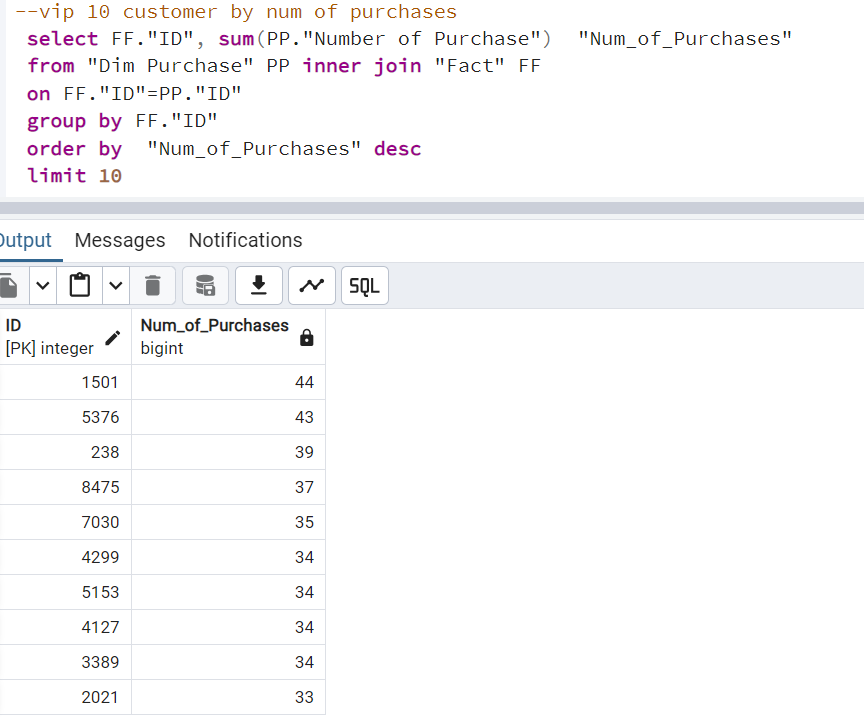 --vip 10 customer by num of purchases
select FF."ID", sum(PP."Number of Purchase")  "Num_of_Purchases"
from "Dim Purchase" PP inner join "Fact" FF
on FF."ID"=PP."ID"
group by FF."ID"
order by  "Num_of_Purchases" desc
limit 10
Output Messages Notifications
SQL
ID Num_of_Purchases
[PK] integer bigint
1501 44
5376 43
238 39
8475 37
7030 35
4299 34
5153 34
4127 34
3389 34
2021 33